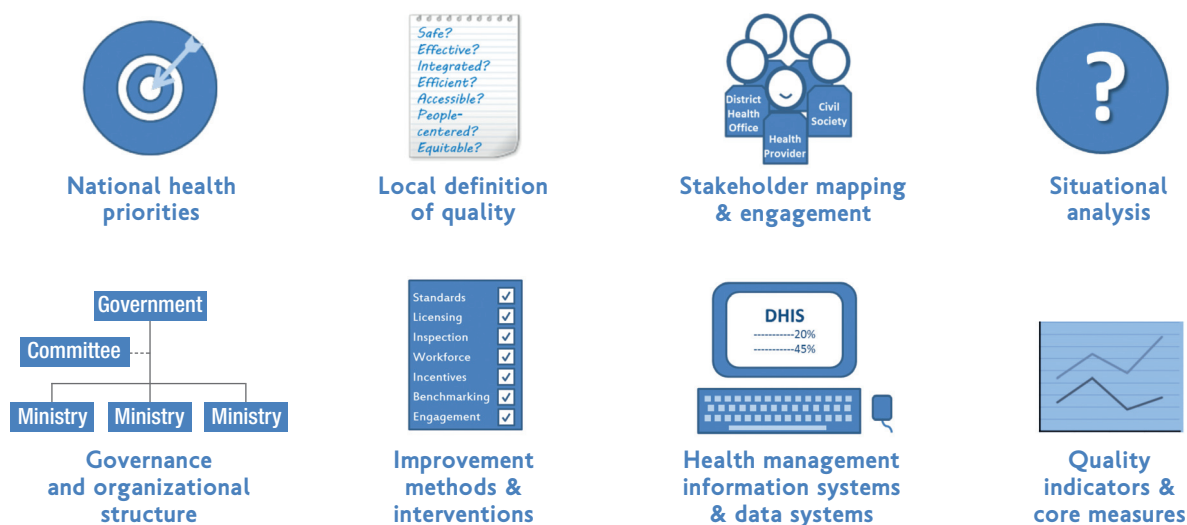 Safe?
Effective?
Integrated?
Efficient?
Accessible?
People-
centered?
Equitable?
District
Health
Office
Health
Provider
Civil
Society
?
National health
priorities
Local definition
of quality
Stakeholder mapping
& engagement
Situational
analysis
Government
Committee
Ministry
Ministry
Ministry
Standards
Licensing
Inspection
Workforce
Incentives
Benchmarking
Engagement
DHIS
-----------20%
-----------45%
Governance
and organizational
structure
Improvement
methods &
interventions
Health management
information systems
& data systems
Quality
indicators &
core measures